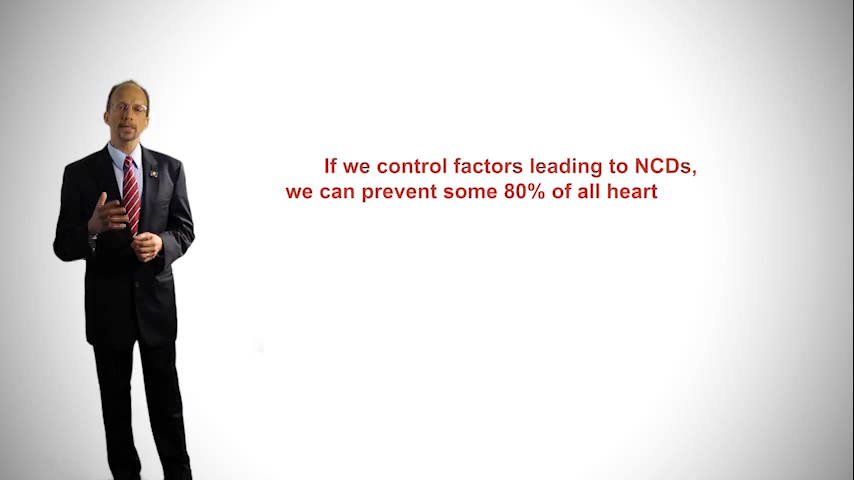 If we control factors leading to NCDs,
we can prevent some 80% of all heart